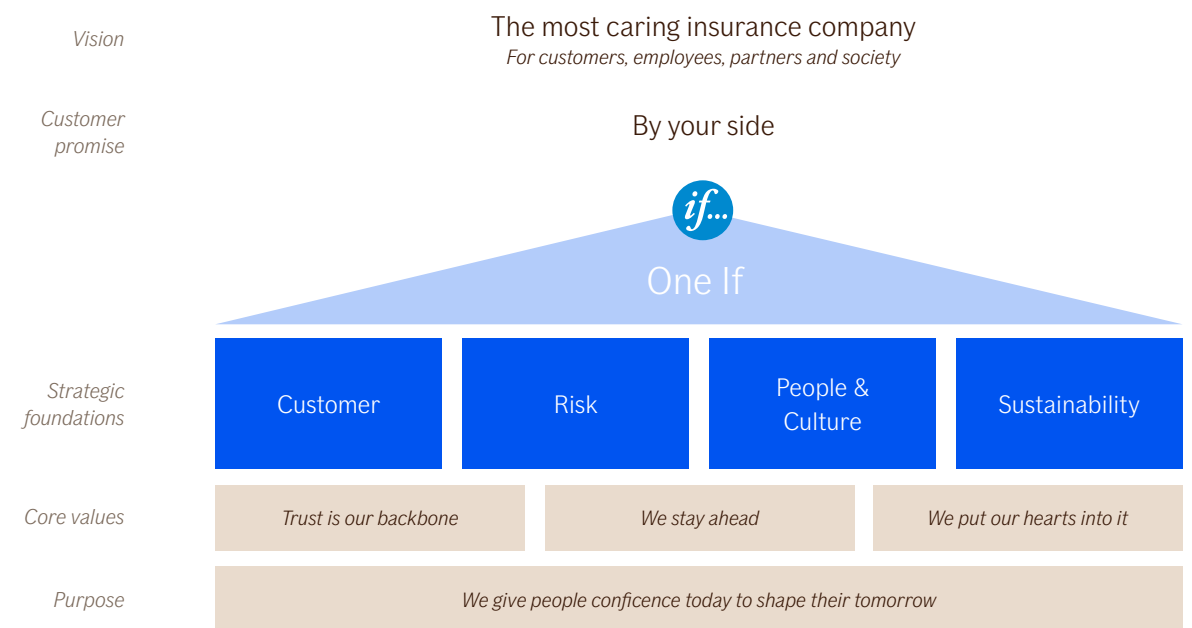 Vision
The most caring insurance company
For customers, employees, partners and society
Customer
promise
By your side
if...
One If
Strategic
foundations
Customer
Risk
People &
Culture
Sustainability
Core values
Trust is our backbone
We stay ahead
We put our hearts into it
Purpose
We give people conficence today to shape their tomorrow